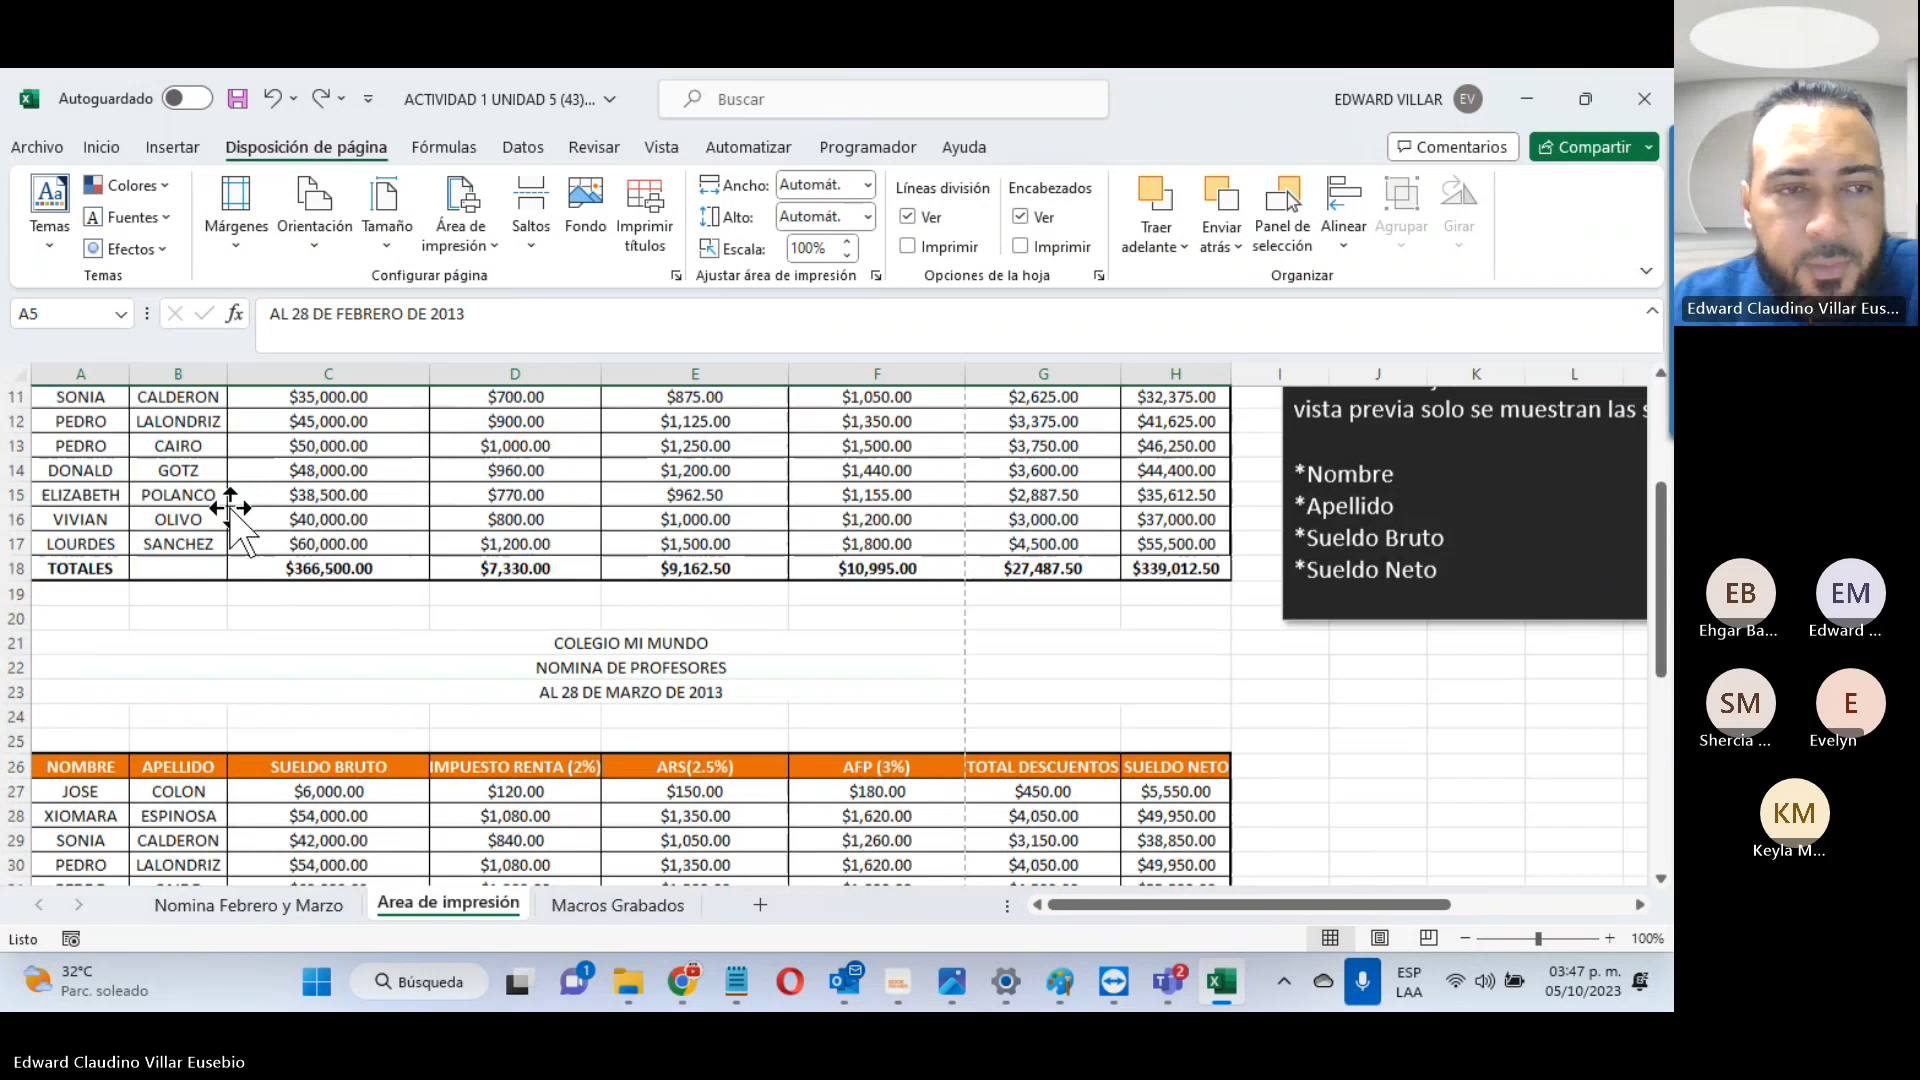 Autoguardado ACTIVIDAD 1 UNIDAD 5 (43)... Buscar EDWARD VILLAR EV
Archivo Inicio Insertar Disposición de página Fórmulas Datos Revisar Vista Automatizar Programador Ayuda Comentarios Compartir
Aa Temas
Colores
A Fuentes
Efectos
Temas
Márgenes Orientación Tamaño Área de impresión Saltos Fondo Imprimir títulos
Configurar página
Ancho: Automát.
Alto: Automát.
Escala: 100%
Ajustar área de impresión
Líneas división Encabezados
Ver Ver
Imprimir Imprimir
Opciones de la hoja
Traer adelante Enviar atrás Panel de selección Alinear Agrupar Girar
Organizar
A5 fx AL 28 DE FEBRERO DE 2013
A B C D E F G H I J K L
11 SONIA CALDERON $35,000.00 $700.00 $875.00 $1,050.00 $2,625.00 $32,375.00
12 PEDRO LALONDRIZ $45,000.00 $900.00 $1,125.00 $1,350.00 $3,375.00 $41,625.00
13 PEDRO CAIRO $50,000.00 $1,000.00 $1,250.00 $1,500.00 $3,750.00 $46,250.00
14 DONALD GOTZ $48,000.00 $960.00 $1,200.00 $1,440.00 $3,600.00 $44,400.00
15 ELIZABETH POLANCO $38,500.00 $770.00 $962.50 $1,155.00 $2,887.50 $35,612.50
16 VIVIAN OLIVO $40,000.00 $800.00 $1,000.00 $1,200.00 $3,000.00 $37,000.00
17 LOURDES SANCHEZ $60,000.00 $1,200.00 $1,500.00 $1,800.00 $4,500.00 $55,500.00
18 TOTALES $366,500.00 $7,330.00 $9,162.50 $10,995.00 $27,487.50 $339,012.50
19
20
21 COLEGIO MI MUNDO
22 NOMINA DE PROFESORES
23 AL 28 DE MARZO DE 2013
24
25
26 NOMBRE APELLIDO SUELDO BRUTO IMPUESTO RENTA (2%) ARS(2.5%) AFP (3%) TOTAL DESCUENTOS SUELDO NETO
27 JOSE COLON $6,000.00 $120.00 $150.00 $180.00 $450.00 $5,550.00
28 XIOMARA ESPINOSA $54,000.00 $1,080.00 $1,350.00 $1,620.00 $4,050.00 $49,950.00
29 SONIA CALDERON $42,000.00 $840.00 $1,050.00 $1,260.00 $3,150.00 $38,850.00
30 PEDRO LALONDRIZ $54,000.00 $1,080.00 $1,350.00 $1,620.00 $4,050.00 $49,950.00
vista previa solo se muestran las s
*Nombre
*Apellido
*Sueldo Bruto
*Sueldo Neto
Nomina Febrero y Marzo Area de impresión Macros Grabados
Listo 100%
32°C
Parc. soleado
Búsqueda
1
2
ESP
LAA
03:47 p. m.
05/10/2023
Edward Claudino Villar Eus...
EB EM
Ehgar Ba... Edward ...
SM E
Shercia ... Evelyn
KM
Keyla M...
Edward Claudino Villar Eusebio